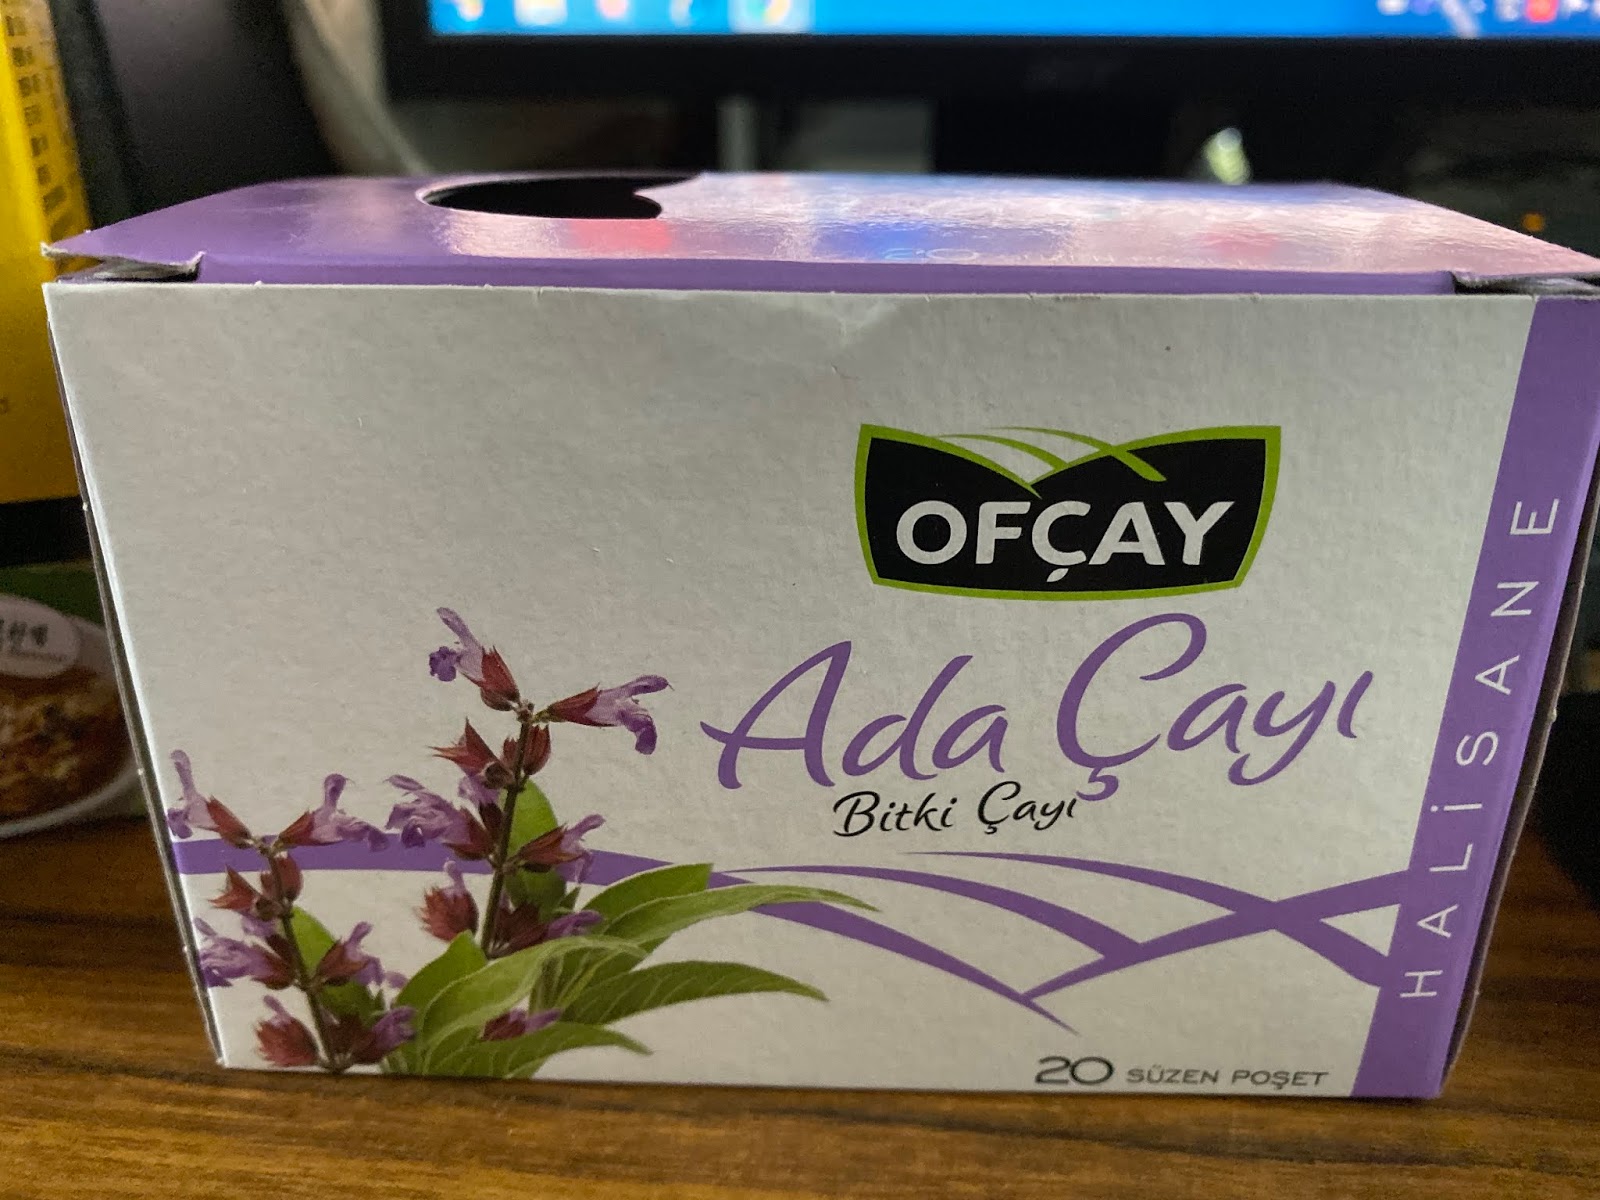 OFÇAY
Ada Çayı
Bitki Çayı
20 SÜZEN POŞET
HALİSANE